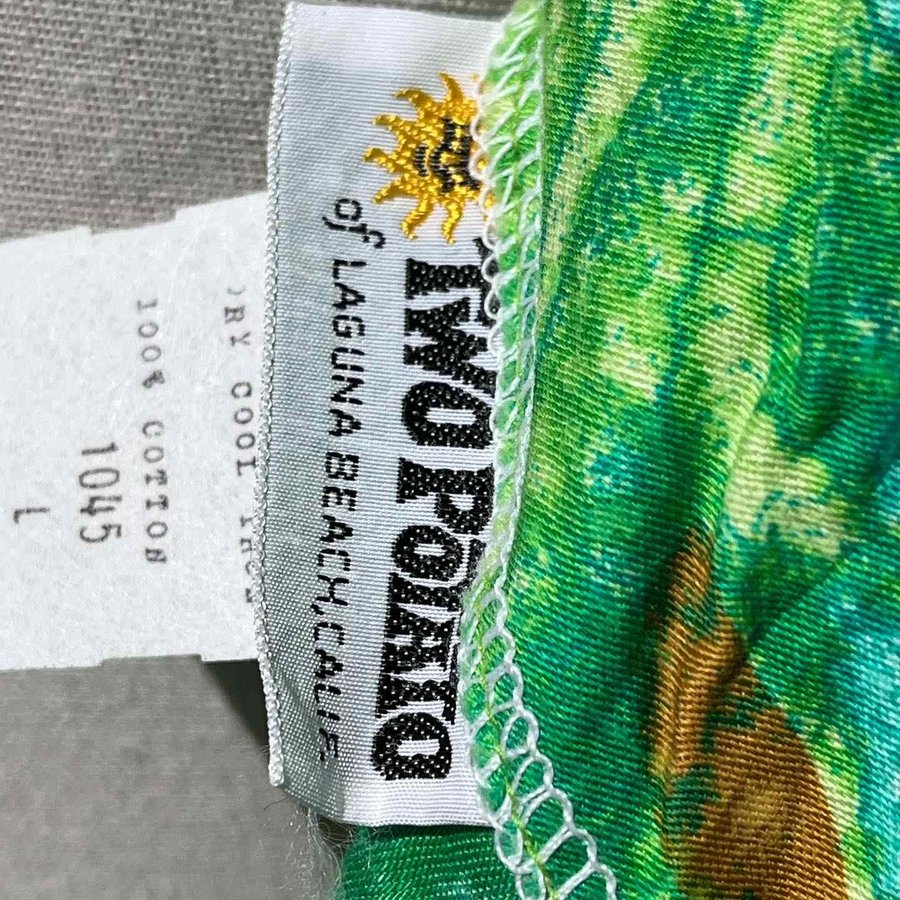 TWO POTATO
of LAGUNA BEACH, CALIF.
DRY COOL
100% COTTON
1045
L